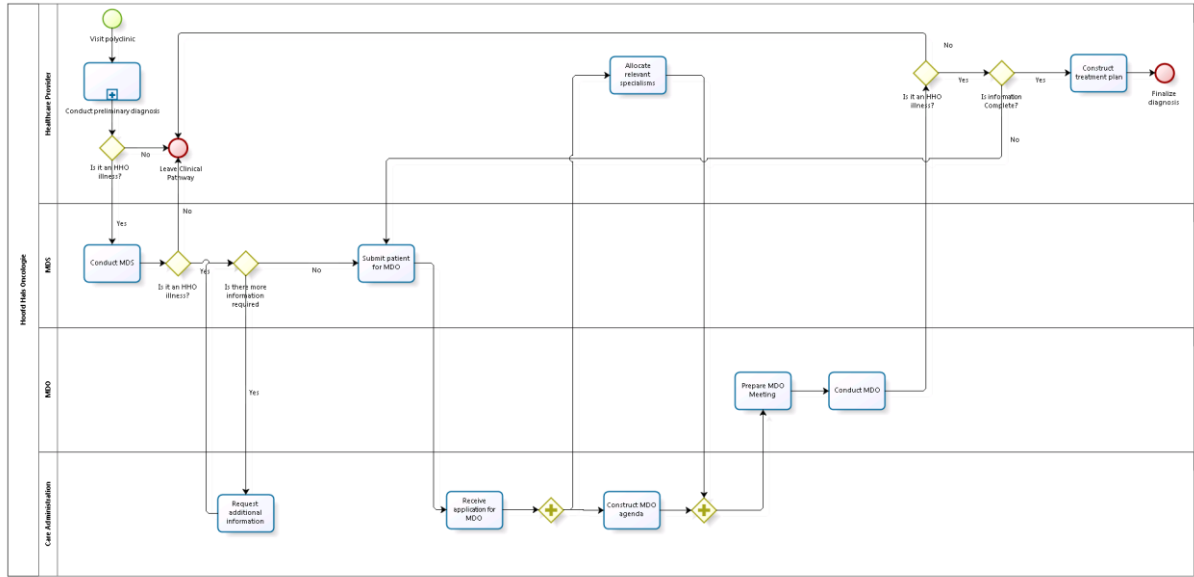 Hoofd Hals Oncologie
Healthcare Provider
Visit polyclinic
Conduct preliminary diagnosis
Is it an HHO
illness?
No
Leave Clinical
Pathway
Yes
No
Allocate
relevant
specialisms
No
Is it an HHO
illness?
Yes
Is information
Complete?
Yes
No
Construct
treatment plan
Finalize
diagnosis
MDS
Conduct MDS
Is it an HHO
illness?
Yes
Is there more
information
required
No
Submit patient
for MDO
Yes
MDO
Prepare MDO
Meeting
Conduct MDO
Care Administration
Request
additional
information
Receive
application for
MDO
Construct MDO
agenda